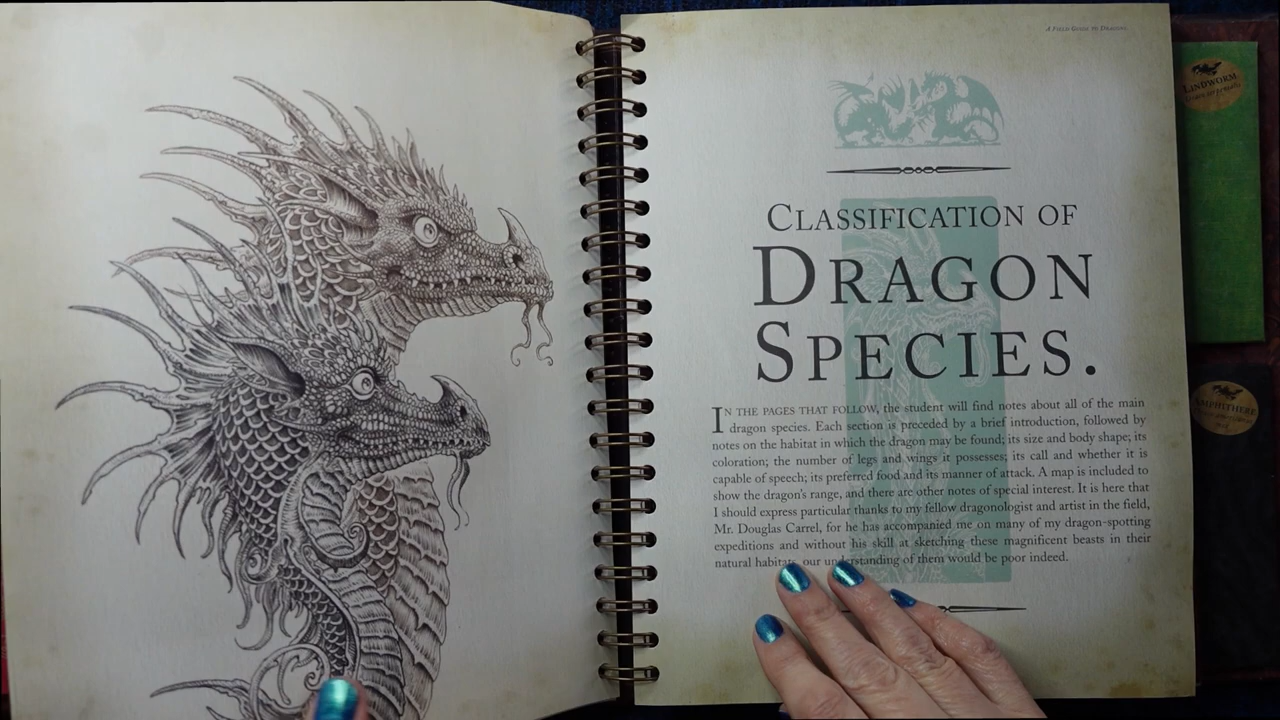 A Field Guide to Dragons
Classification of
Dragon
Species.
In the pages that follow, the student will find notes about all of the main
dragon species. Each section is preceded by a brief introduction, followed by
notes on the habitat in which the dragon may be found; its size and body shape; its
coloration; the number of legs and wings it possesses; its call and whether it is
capable of speech; its preferred food and its manner of attack. A map is included to
show the dragon's range, and there are other notes of special interest. It is here that
I should express particular thanks to my fellow dragonologist and artist in the field,
Mr. Douglas Carrel, for he has accompanied me on many of my dragon-spotting
expeditions and without his skill at sketching these magnificent beasts in their
natural habitats, our understanding of them would be poor indeed.
Lindworm
Amphithere